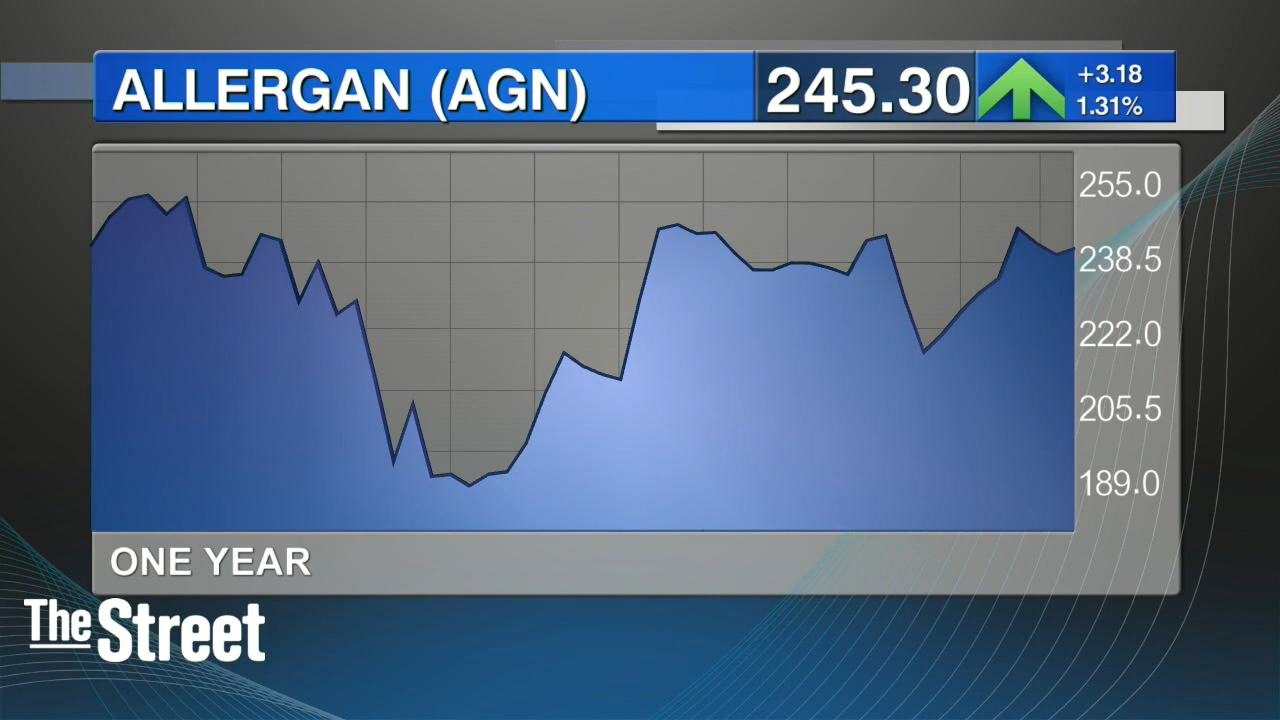 ALLERGAN (AGN)
245.30
+3.18
1.31%
255.0
238.5
222.0
205.5
189.0
ONE YEAR
The Street